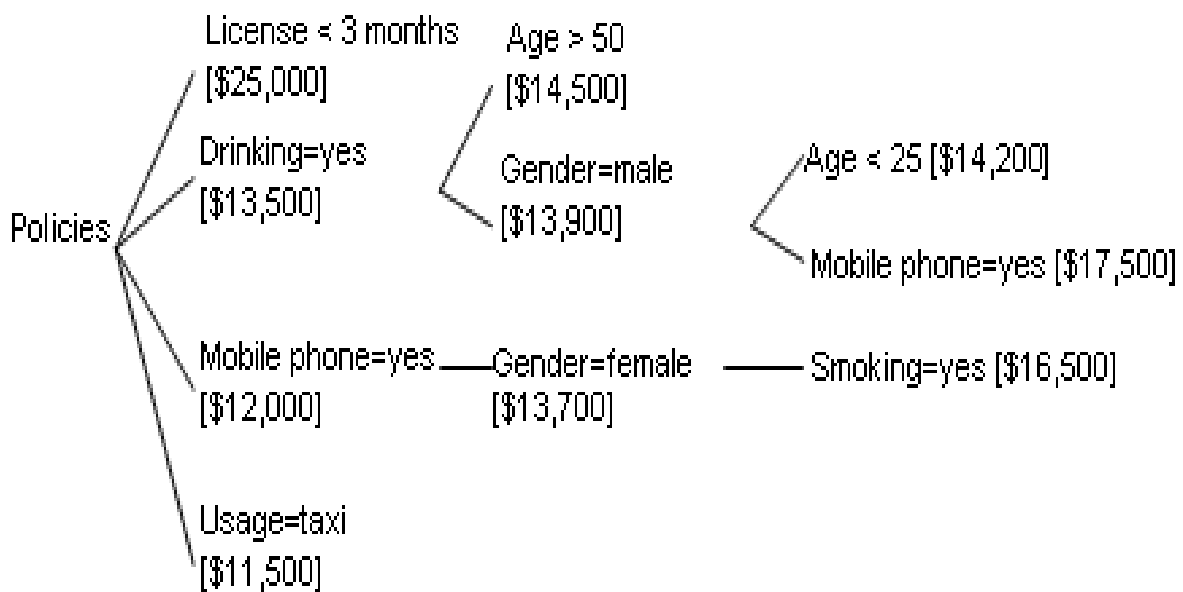 License < 3 months
[$25,000]
Age > 50
[$14,500]
Drinking=yes
[$13,500]
Gender=male
[$13,900]
Age < 25 [$14,200]
Policies
Mobile phone=yes [$17,500]
Mobile phone=yes
[$12,000]
Gender=female
[$13,700]
Smoking=yes [$16,500]
Usage=taxi
[$11,500]